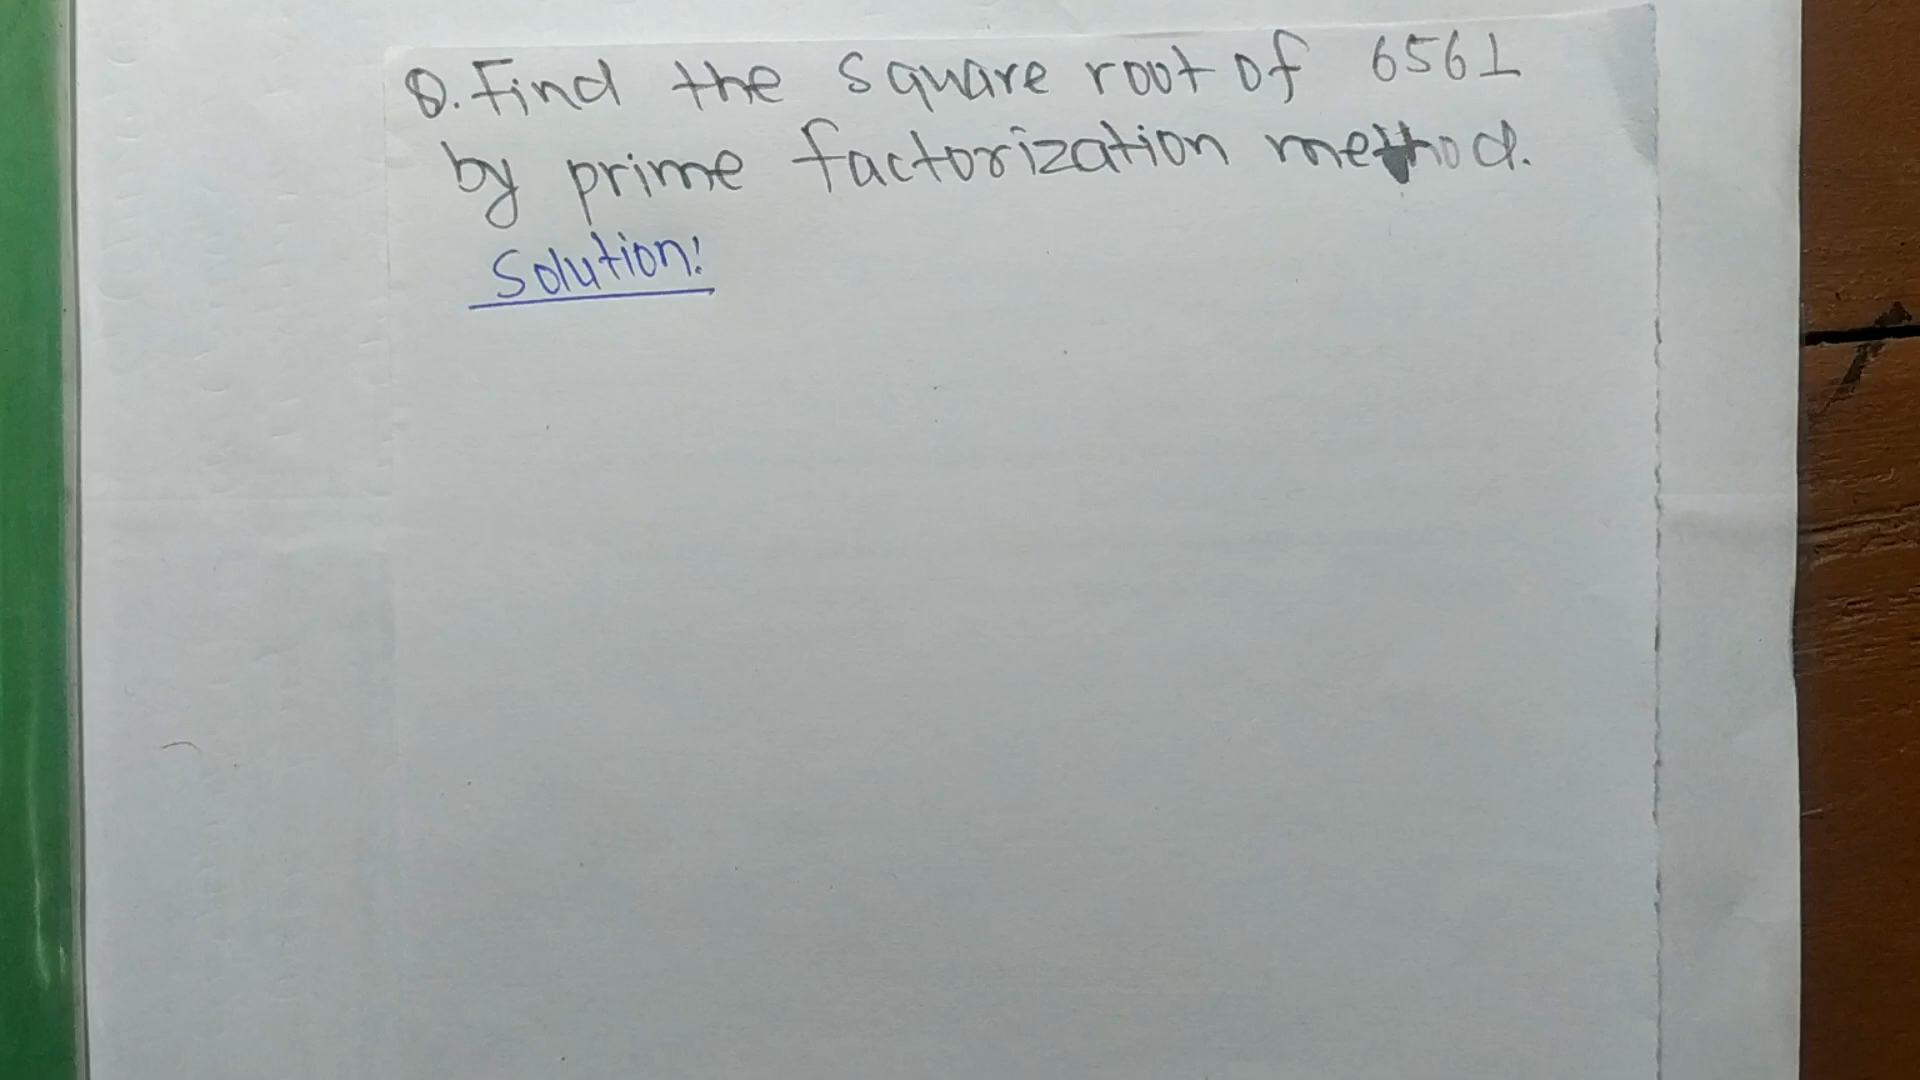 Q. Find the square root of 6561
by prime factorization method.
Solution: